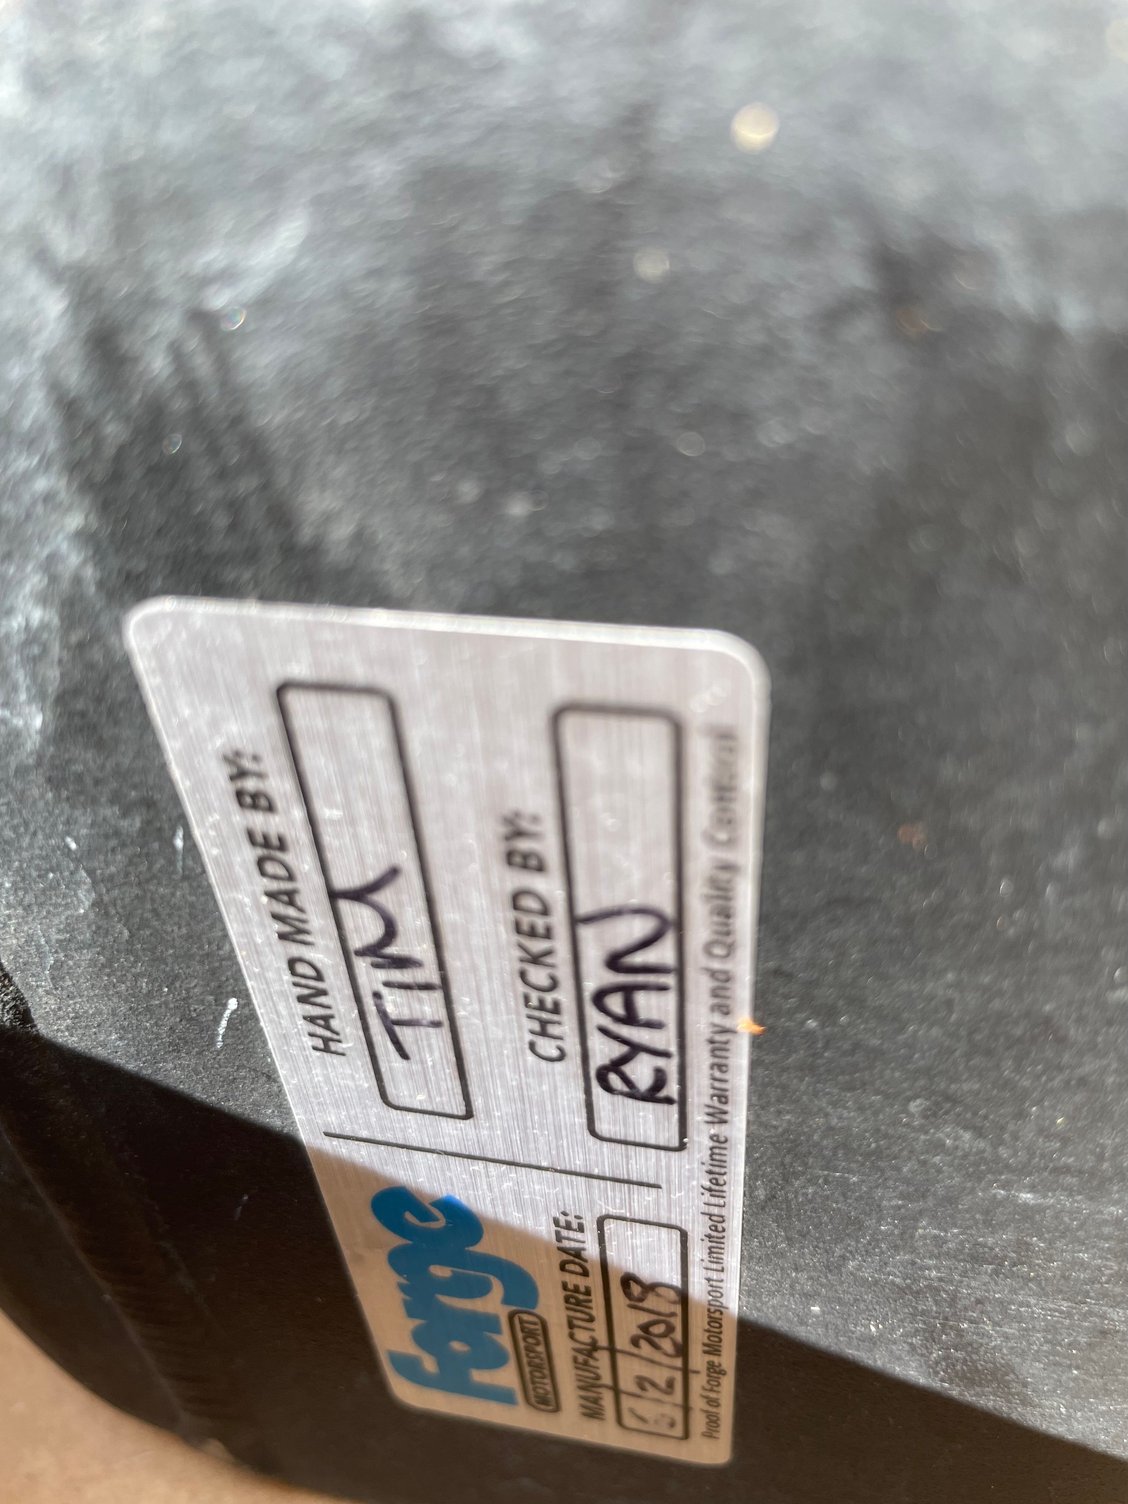 Forge
MOTORSPORT
MANUFACTURE DATE:
6/2/2018
HAND MADE BY:
TIM
CHECKED BY:
RYAN
Proof of Forge Motorsport Limited Lifetime Warranty and Quality Control